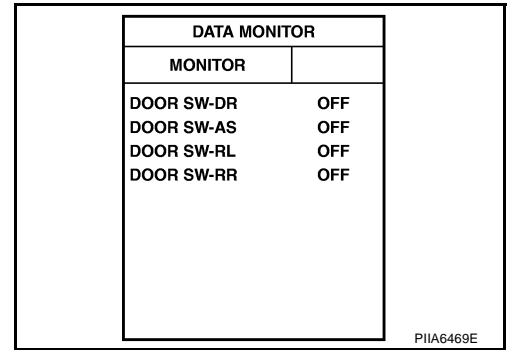 DATA MONITOR
MONITOR
DOOR SW-DR OFF
DOOR SW-AS OFF
DOOR SW-RL OFF
DOOR SW-RR OFF
PIIA6469E